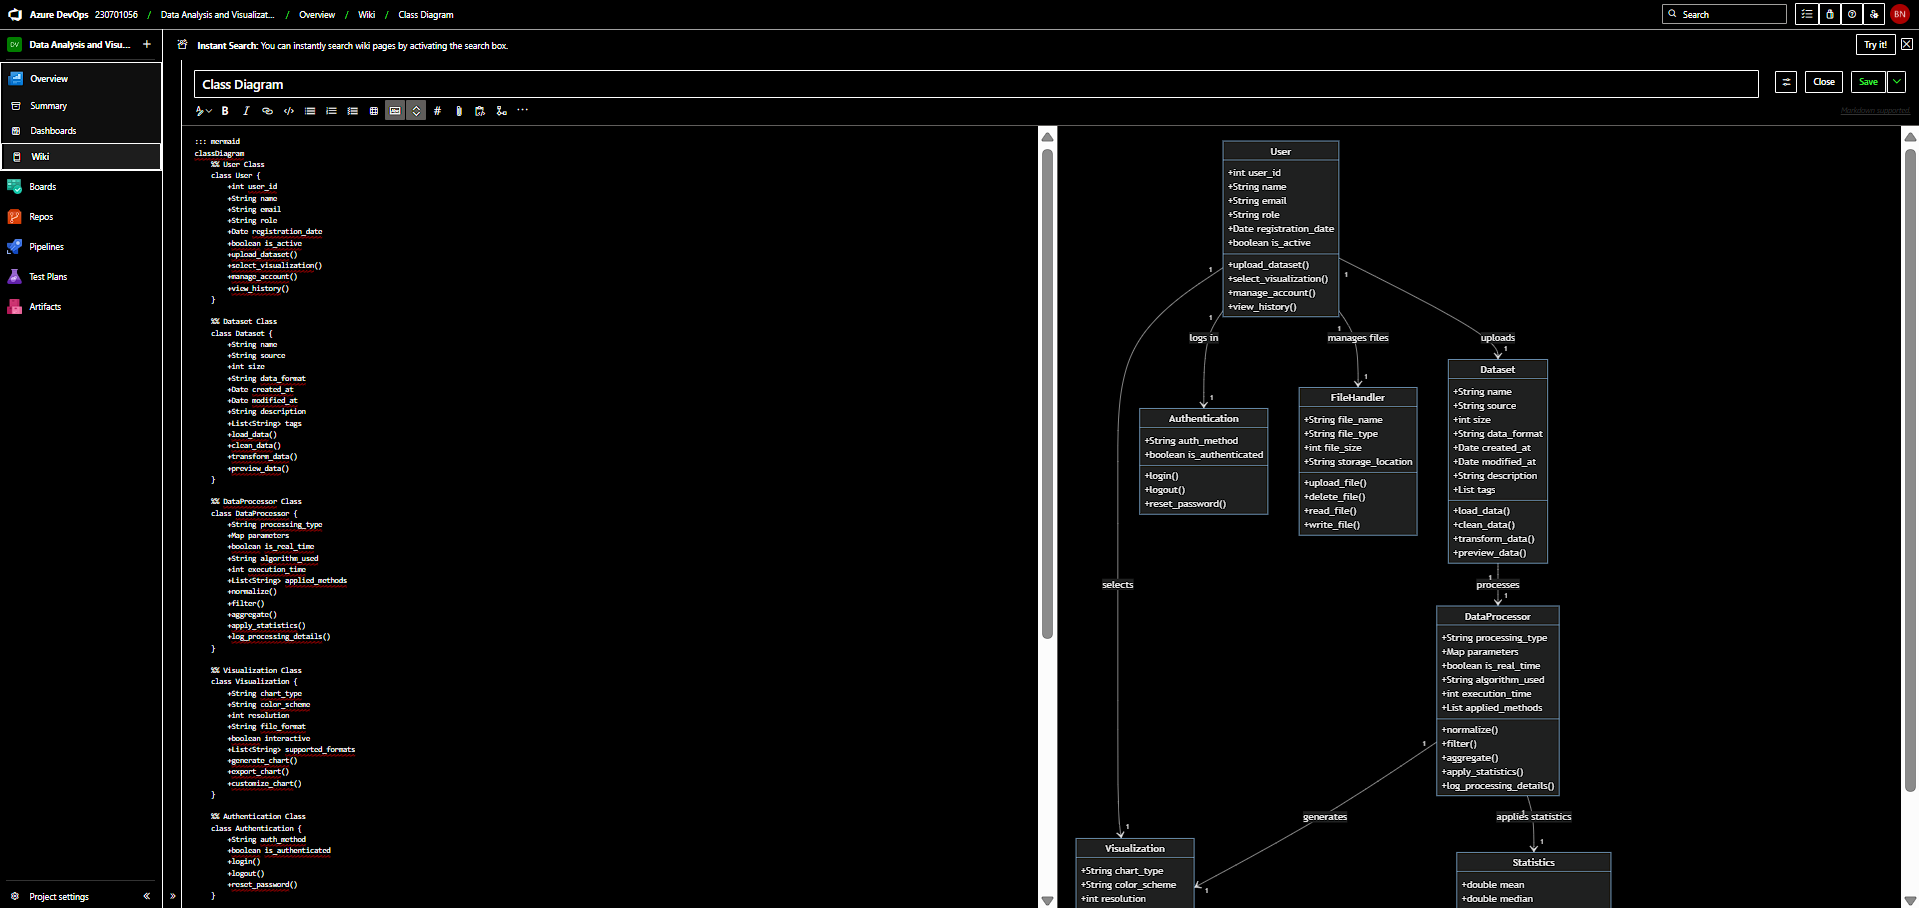 Azure DevOps 230701056 / Data Analysis and Visualizat... / Overview / Wiki / Class Diagram
Search
BN
DV Data Analysis and Visu... +
Overview
Summary
Dashboards
Wiki
Boards
Repos
Pipelines
Test Plans
Artifacts
Project settings
Instant Search: You can instantly search wiki pages by activating the search box.
Try it!
Class Diagram
Close
Save
Markdown supported.
::: mermaid
classDiagram
%% User Class
class User {
+int user_id
+String name
+String email
+String role
+Date registration_date
+boolean is_active
+upload_dataset()
+select_visualization()
+manage_account()
+view_history()
}
%% Dataset Class
class Dataset {
+String name
+String source
+int size
+String data_format
+Date created_at
+Date modified_at
+String description
+List<String> tags
+load_data()
+clean_data()
+transform_data()
+preview_data()
}
%% DataProcessor Class
class DataProcessor {
+String processing_type
+Map parameters
+boolean is_real_time
+String algorithm_used
+int execution_time
+List<String> applied_methods
+normalize()
+filter()
+aggregate()
+apply_statistics()
+log_processing_details()
}
%% Visualization Class
class Visualization {
+String chart_type
+String color_scheme
+int resolution
+String file_format
+boolean interactive
+List<String> supported_formats
+generate_chart()
+export_chart()
+customize_chart()
}
%% Authentication Class
class Authentication {
+String auth_method
+boolean is_authenticated
+login()
+logout()
+reset_password()
}
User
+int user_id
+String name
+String email
+String role
+Date registration_date
+boolean is_active
+upload_dataset()
+select_visualization()
+manage_account()
+view_history()
1
1
1
1
logs in
manages files
uploads
1
1
1
Authentication
+String auth_method
+boolean is_authenticated
+login()
+logout()
+reset_password()
FileHandler
+String file_name
+String file_type
+int file_size
+String storage_location
+upload_file()
+delete_file()
+read_file()
+write_file()
Dataset
+String name
+String source
+int size
+String data_format
+Date created_at
+Date modified_at
+String description
+List tags
+load_data()
+clean_data()
+transform_data()
+preview_data()
selects
1
processes
1
DataProcessor
+String processing_type
+Map parameters
+boolean is_real_time
+String algorithm_used
+int execution_time
+List applied_methods
+normalize()
+filter()
+aggregate()
+apply_statistics()
+log_processing_details()
1
generates
1
applies statistics
1
1
1
Visualization
+String chart_type
+String color_scheme
+int resolution
Statistics
+double mean
+double median